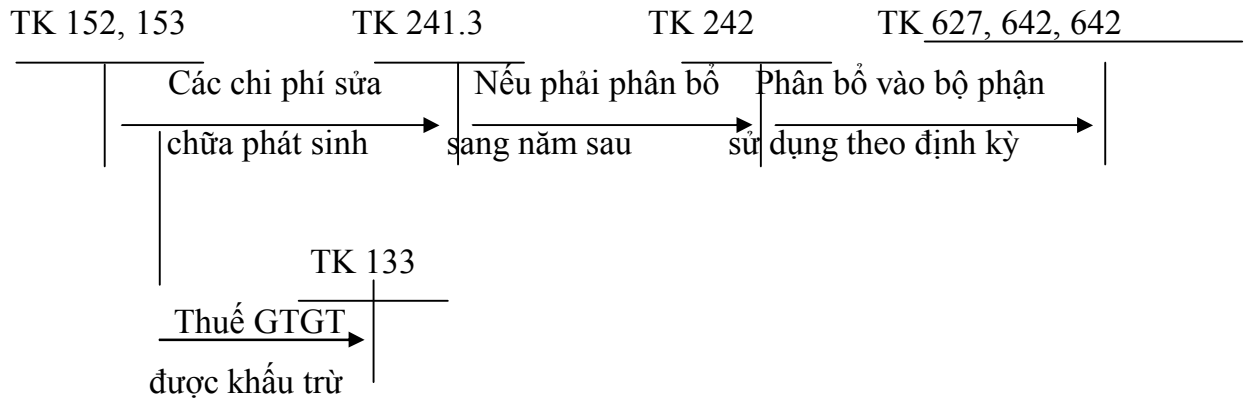 TK 152, 153 TK 241.3 TK 242 TK 627, 642, 642
Các chi phí sửa Nếu phải phân bổ Phân bổ vào bộ phận
chữa phát sinh sang năm sau sử dụng theo định kỳ
TK 133
Thuế GTGT
được khấu trừ